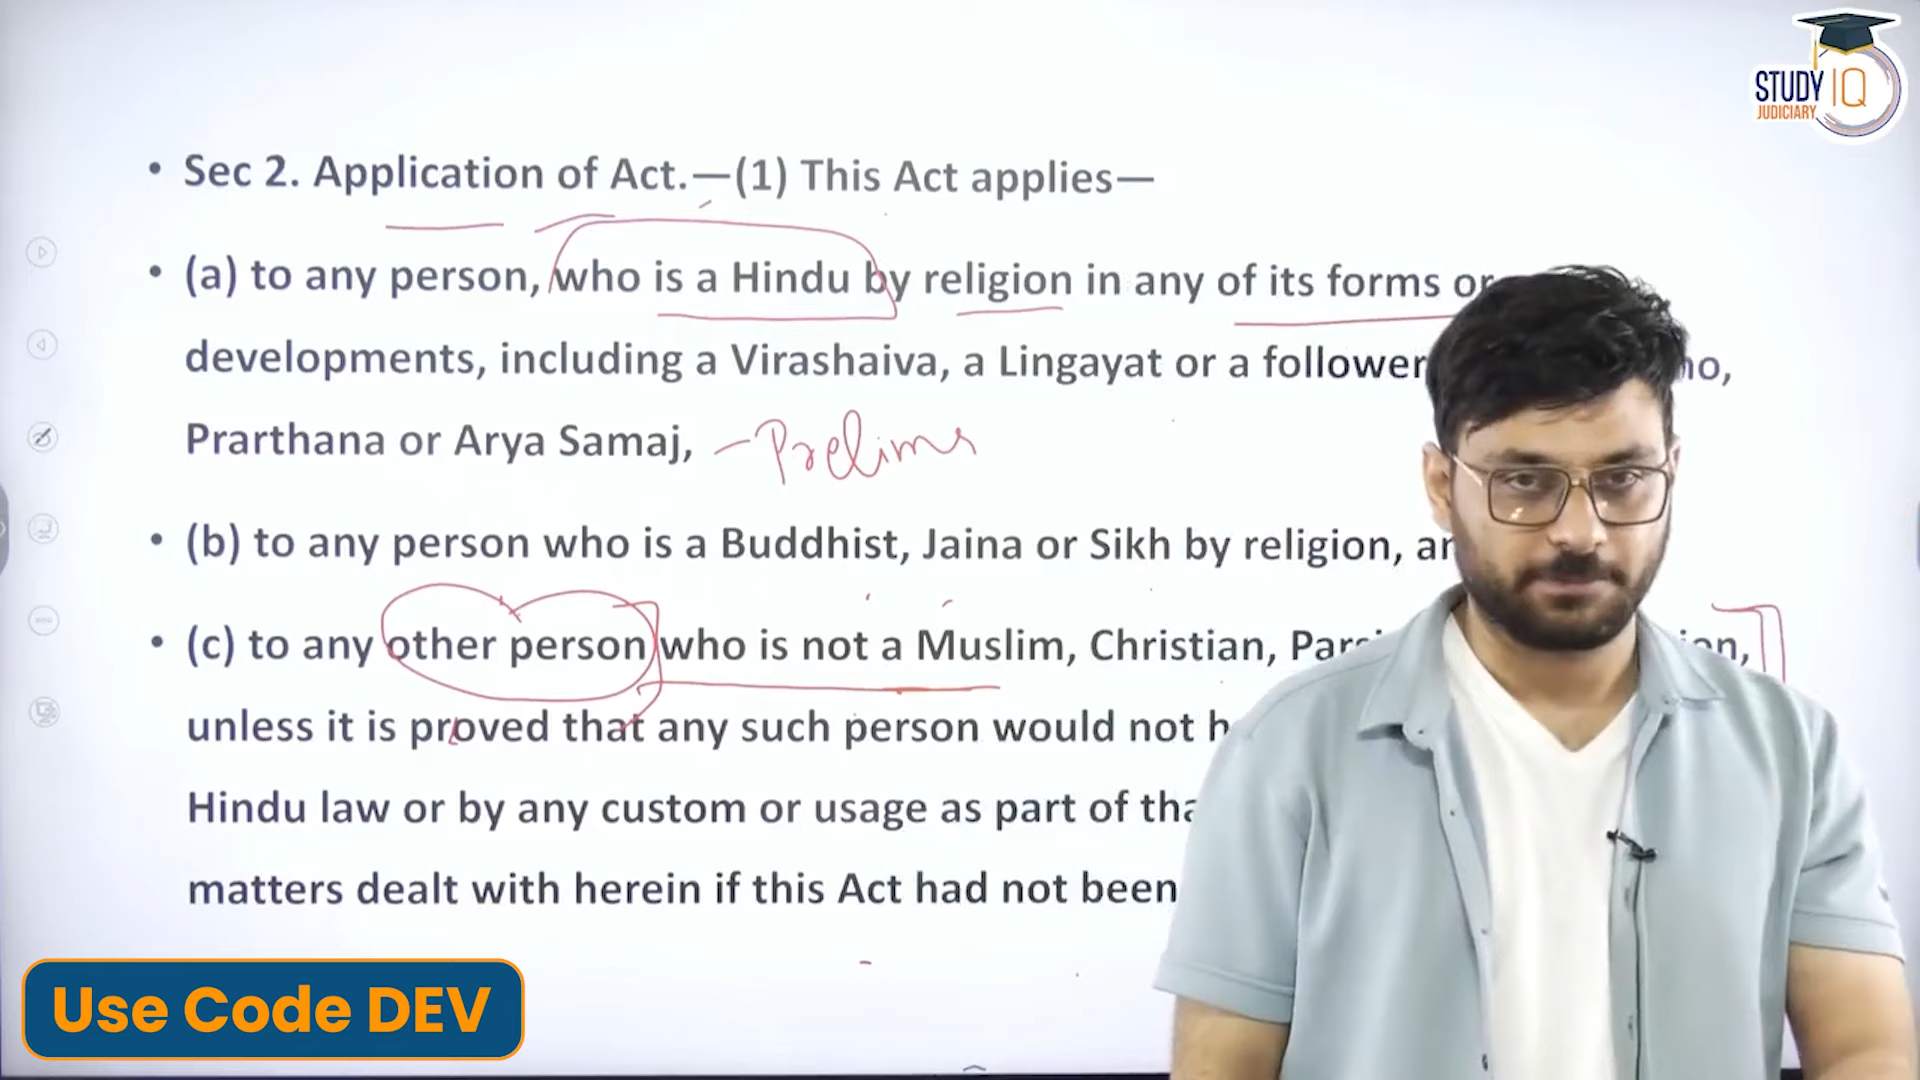 STUDY IQ
JUDICIARY
• Sec 2. Application of Act.—(1) This Act applies—
• (a) to any person, who is a Hindu by religion in any of its forms or
developments, including a Virashaiva, a Lingayat or a follower
Prarthana or Arya Samaj, – Prelims
• (b) to any person who is a Buddhist, Jaina or Sikh by religion,
• (c) to any other person who is not a Muslim, Christian,
unless it is proved that any such person would not
Hindu law or by any custom or usage as part of
matters dealt with herein if this Act had not been
Use Code DEV